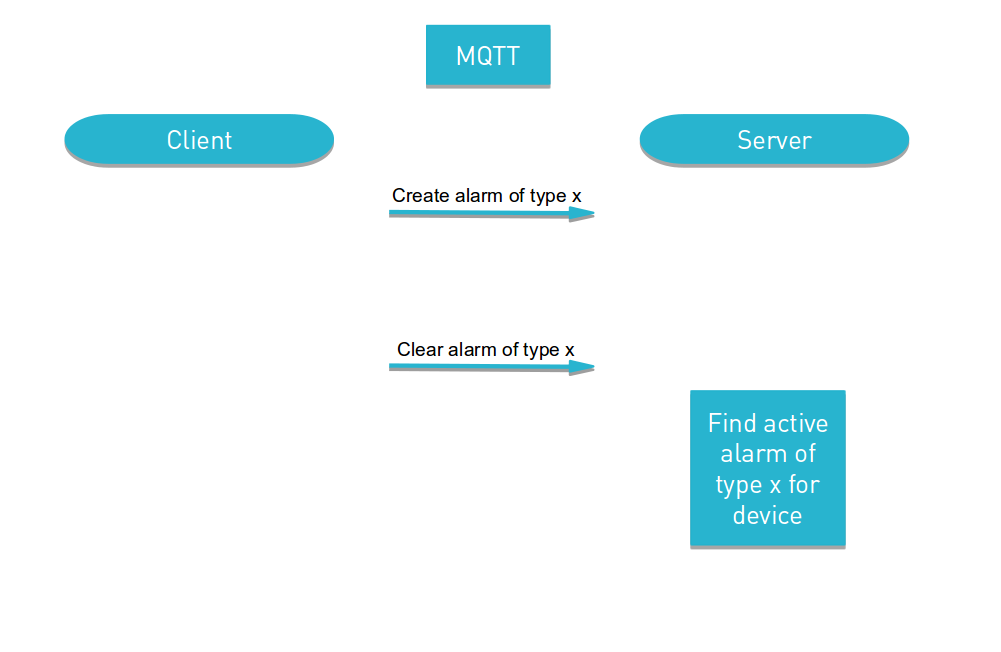 MQTT
Client
Server
Create alarm of type x
Clear alarm of type x
Find active
alarm of
type x for
device